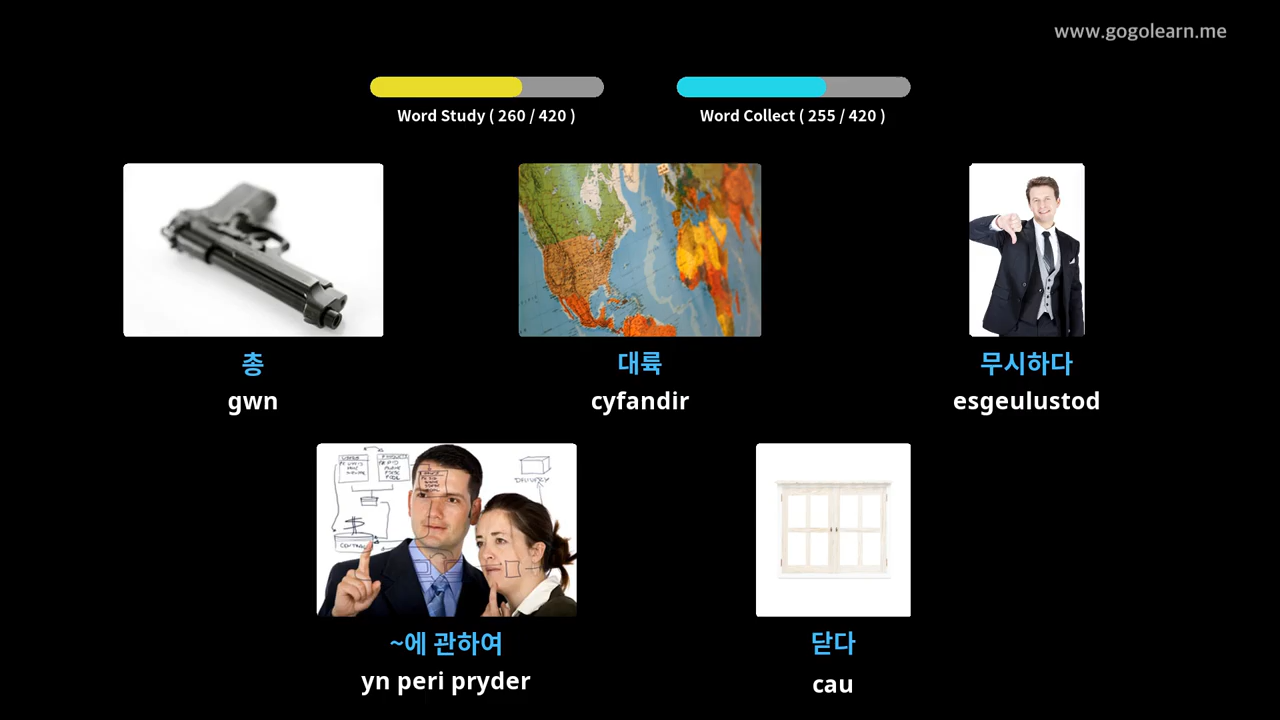 www.gogolearn.me
Word Study ( 260 / 420 )
Word Collect ( 255 / 420 )
총
gwn
대륙
cyfandir
무시하다
esgeulustod
CENTRAL
~에 관하여
yn peri pryder
닫다
cau